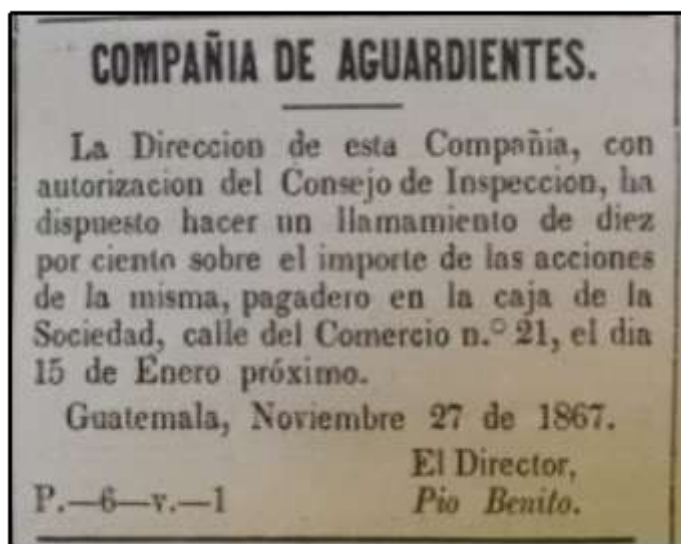 COMPAÑIA DE AGUARDIENTES.
La Direccion de esta Compañia, con
autorizacion del Consejo de Inspeccion, ha
dispuesto hacer un llamamiento de diez
por ciento sobre el importe de las acciones
de la misma, pagadero en la caja de la
Sociedad, calle del Comercio n.º 21, el dia
15 de Enero próximo.
Guatemala, Noviembre 27 de 1867.
El Director,
P.—6—v.—1 Pio Benito.